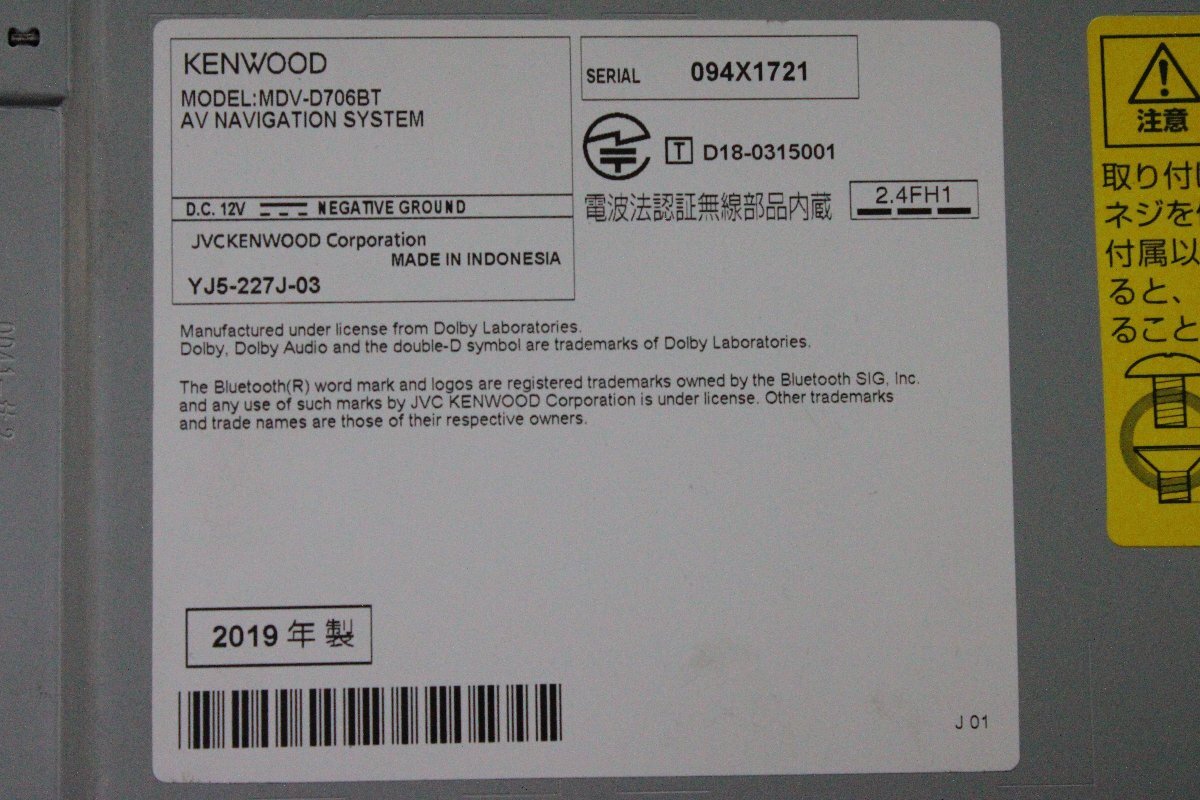 KENWOOD
MODEL:MDV-D706BT
AV NAVIGATION SYSTEM
D.C. 12V NEGATIVE GROUND
JVCKENWOOD Corporation
MADE IN INDONESIA
YJ5-227J-03
SERIAL 094X1721
T D18-0315001
電波法認証無線部品内蔵 2.4FH1
Manufactured under license from Dolby Laboratories.
Dolby, Dolby Audio and the double-D symbol are trademarks of Dolby Laboratories.
The Bluetooth(R) word mark and logos are registered trademarks owned by the Bluetooth SIG, Inc.
and any use of such marks by JVC KENWOOD Corporation is under license. Other trademarks
and trade names are those of their respective owners.
2019 年 製
J 01
注意
取り付け
ネジを
付属以
ると、
ること